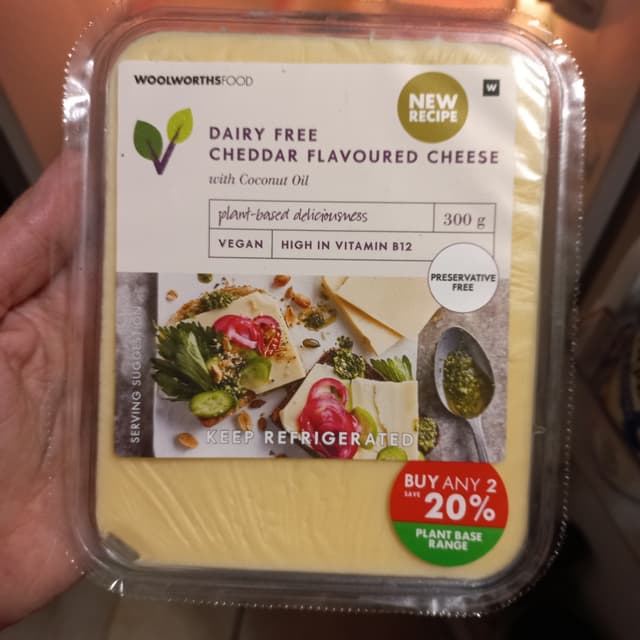 WOOLWORTHSFOOD
W
NEW
RECIPE
DAIRY FREE
CHEDDAR FLAVOURED CHEESE
with Coconut Oil
plant-based deliciousness
300 g
VEGAN
HIGH IN VITAMIN B12
PRESERVATIVE
FREE
SERVING SUGGESTION
KEEP REFRIGERATED
BUY ANY 2
SAVE 20%
PLANT BASE
RANGE